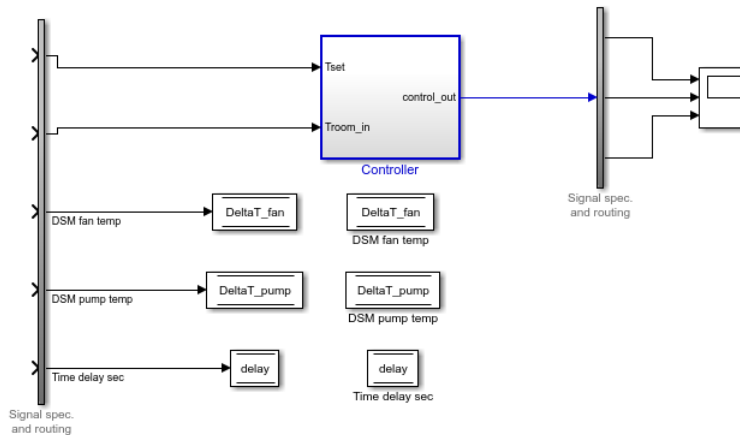 Tset
control_out
Troom_in
Controller
Signal spec.
and routing
DSM fan temp
DeltaT_fan
DeltaT_fan
DSM fan temp
DSM pump temp
DeltaT_pump
DeltaT_pump
DSM pump temp
Time delay sec
delay
delay
Time delay sec
Signal spec.
and routing